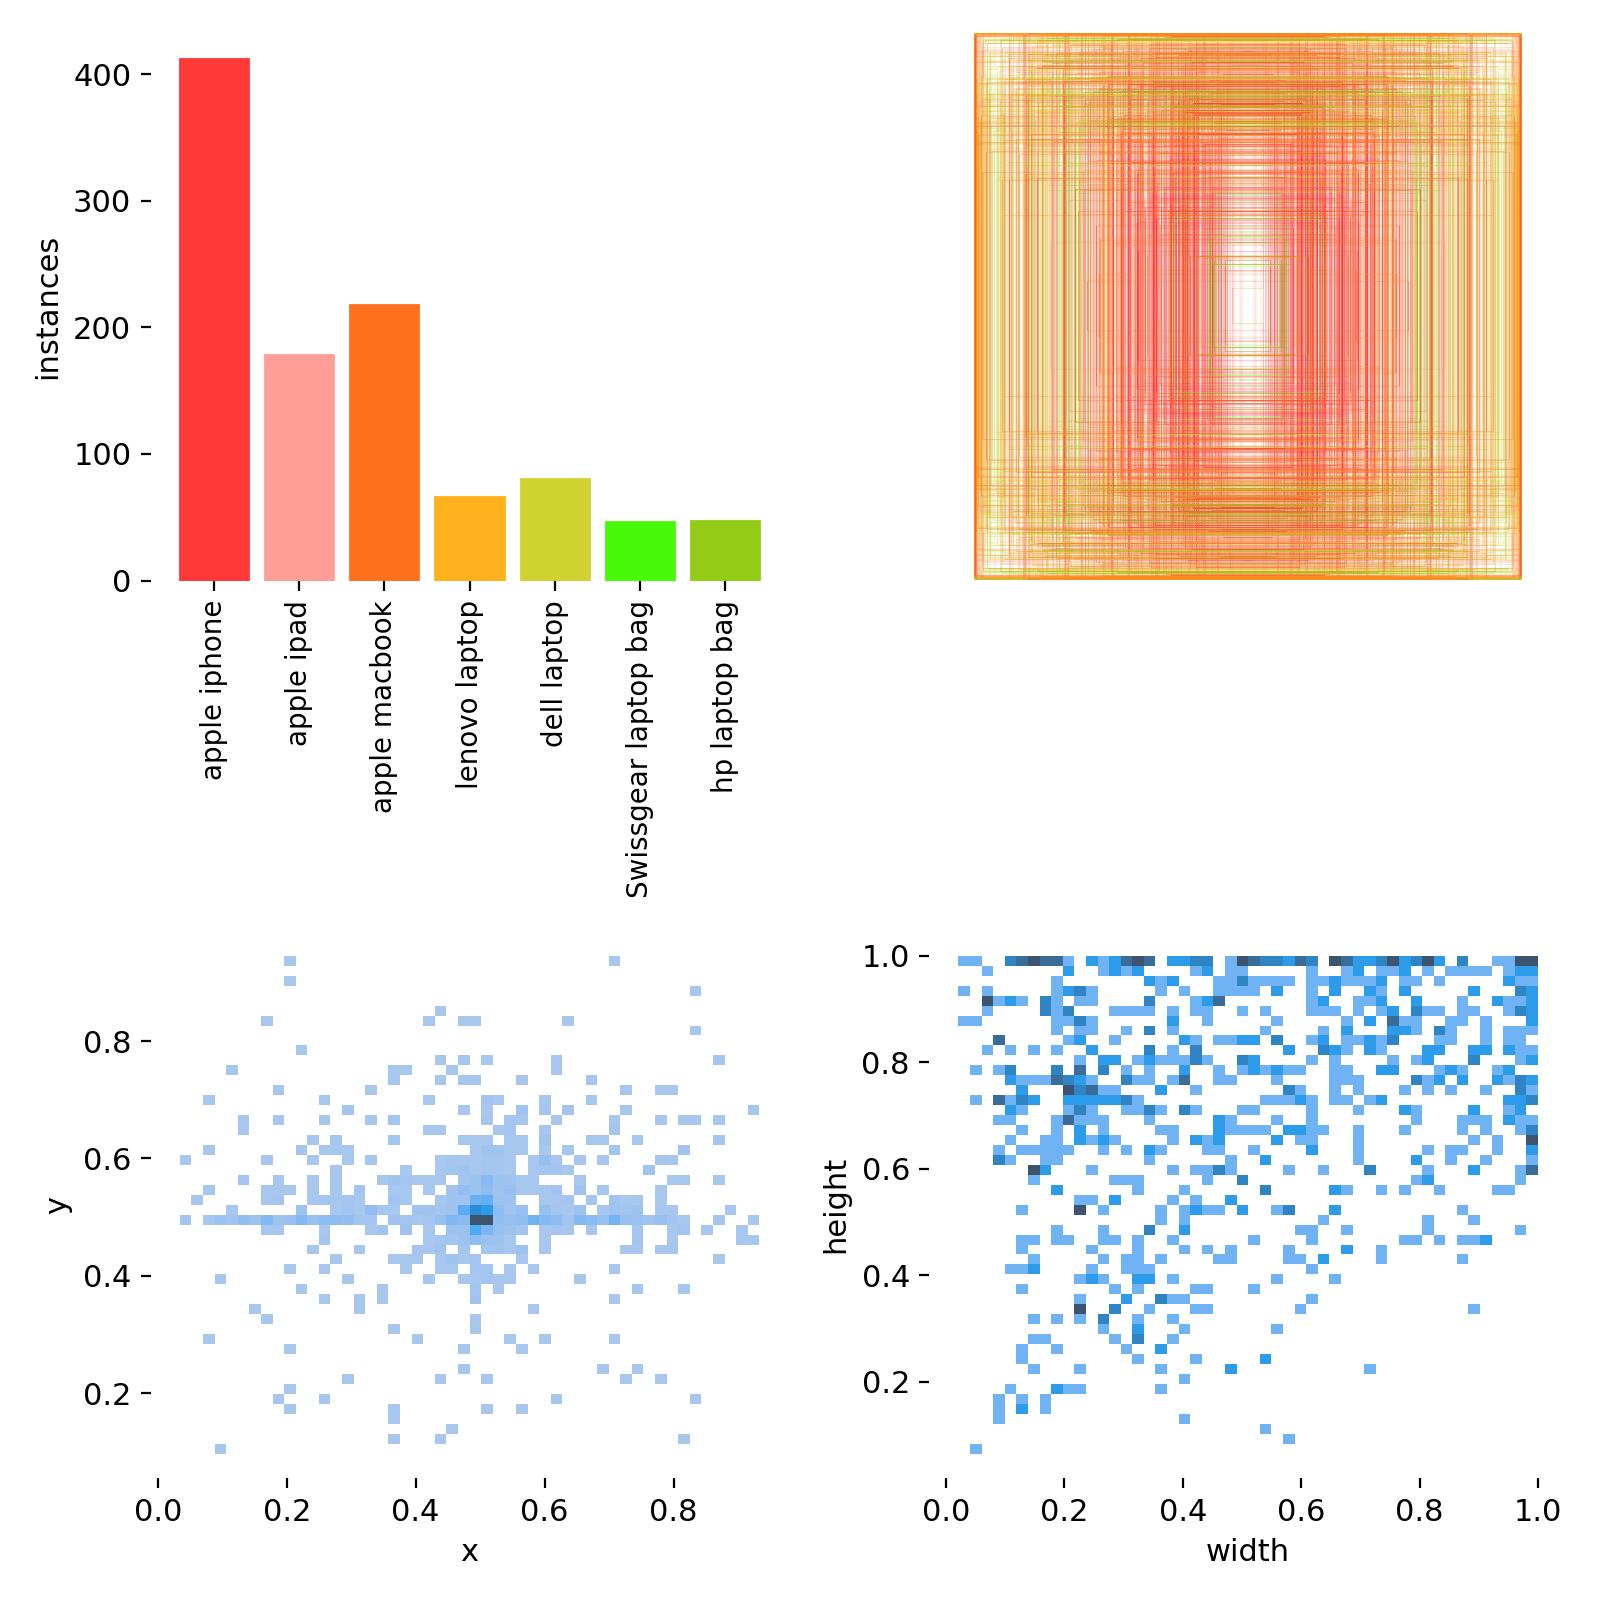 instances
400
300
200
100
0
apple iphone
apple ipad
apple macbook
lenovo laptop
dell laptop
Swissgear laptop bag
hp laptop bag
y
0.8
0.6
0.4
0.2
0.0 0.2 0.4 0.6 0.8
x
height
1.0
0.8
0.6
0.4
0.2
0.0 0.2 0.4 0.6 0.8 1.0
width